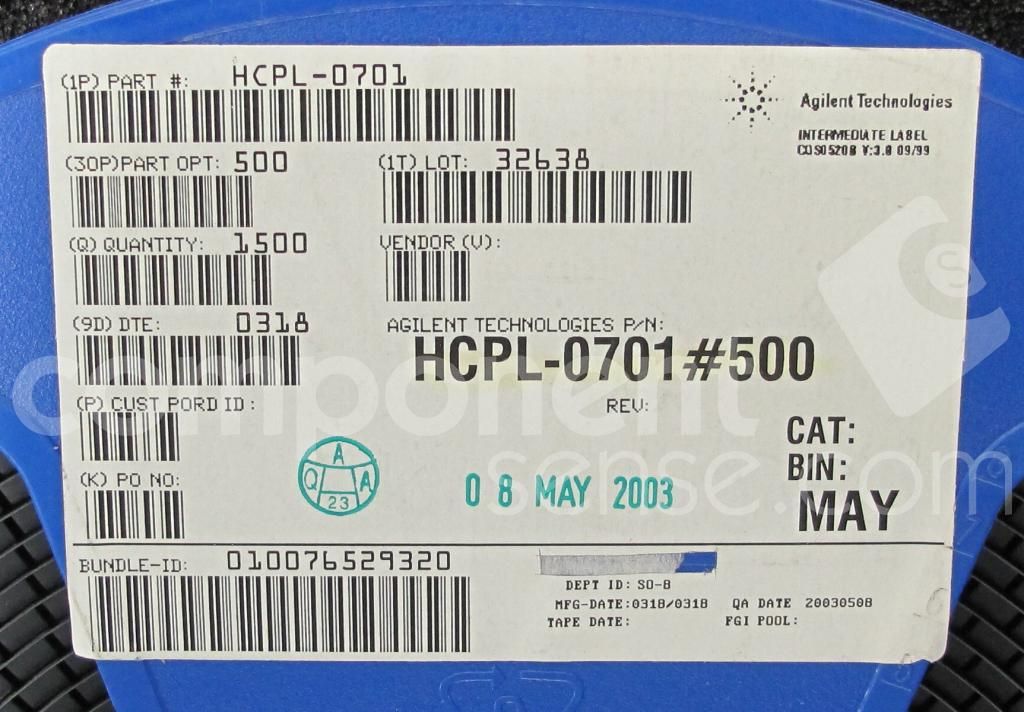 (1P) PART #: HCPL-0701
Agilent Technologies
INTERMEDIATE LABEL
COS0520B V:3.8 09/99
(30P)PART OPT: 500
(1T) LOT: 32638
(Q) QUANTITY: 1500
VENDOR (V):
(9D) DTE: 0318
AGILENT TECHNOLOGIES P/N:
HCPL-0701#500
(P) CUST PORD ID:
REV:
CAT:
BIN:
MAY
(K) PO NO:
A
Q A
23
08 MAY 2003
BUNDLE-ID: 010076529320
DEPT ID: SO-8
MFG-DATE:0318/0318 QA DATE 20030508
TAPE DATE: FGI POOL:
component
sense.com